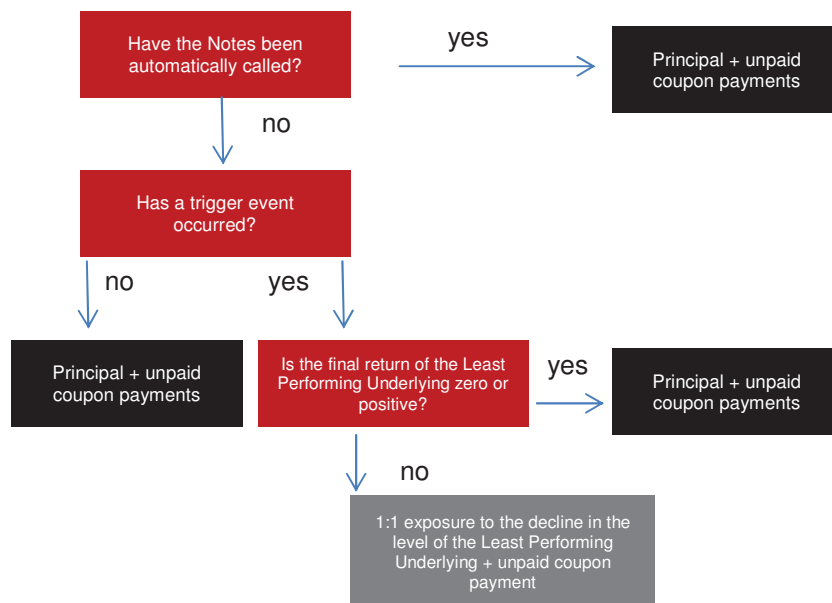 Have the Notes been
automatically called?
yes
Principal + unpaid
coupon payments
no
Has a trigger event
occurred?
no
yes
Principal + unpaid
coupon payments
Is the final return of the Least
Performing Underlying zero or
positive?
yes
Principal + unpaid
coupon payments
no
1:1 exposure to the decline in the
level of the Least Performing
Underlying + unpaid coupon
payment